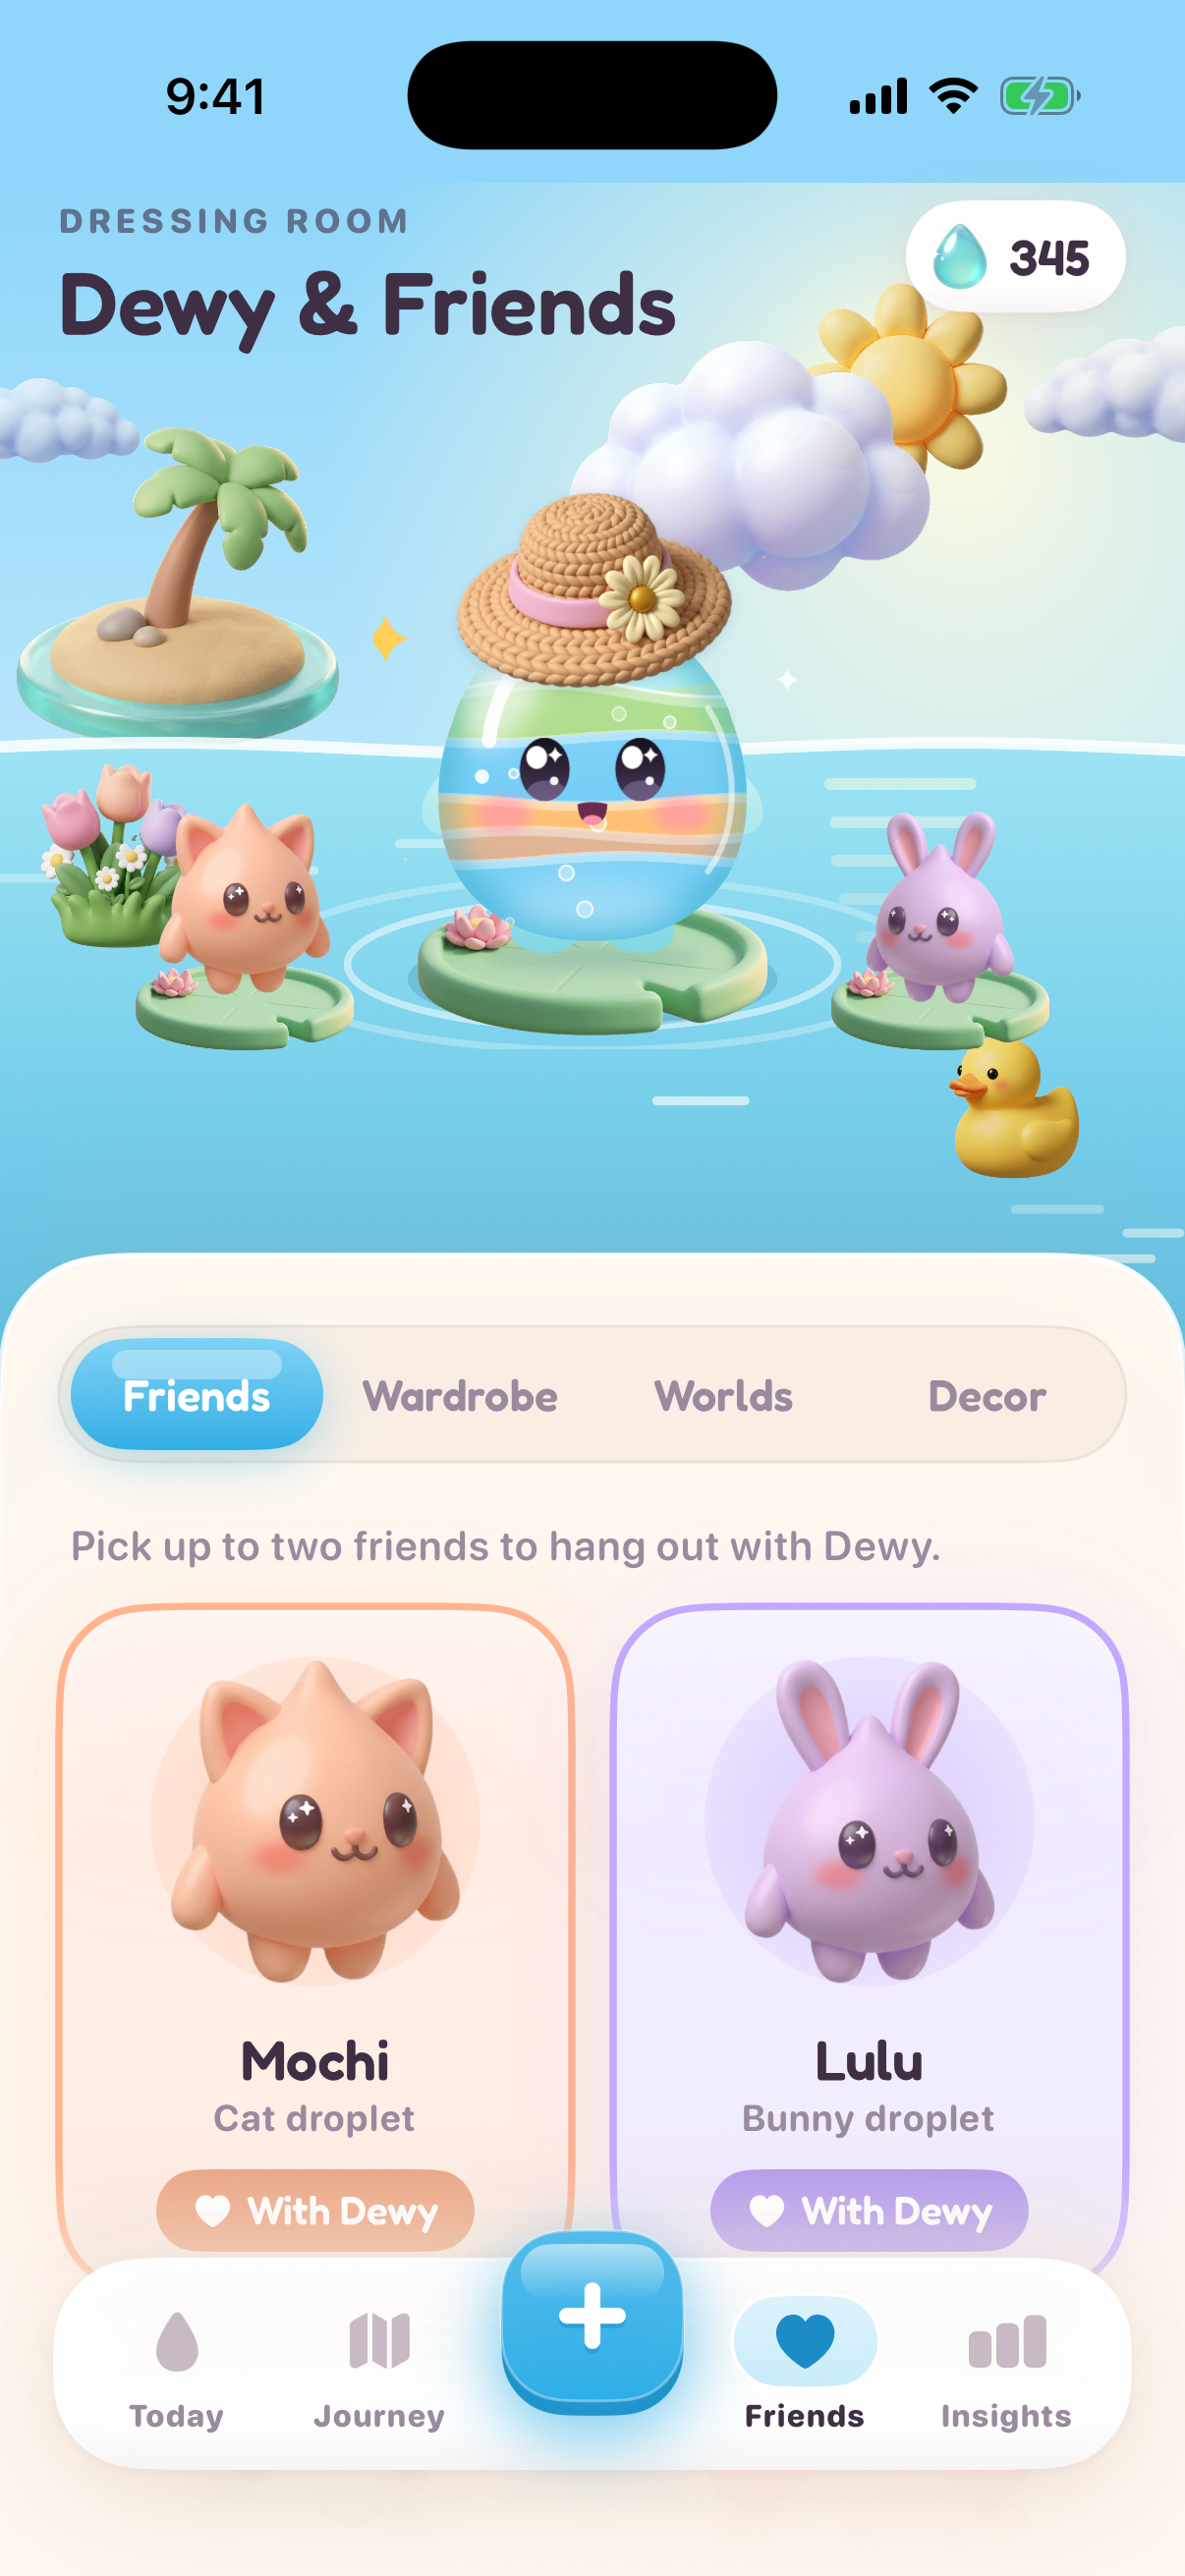 9:41
DRESSING ROOM
345
Dewy & Friends
Friends Wardrobe Worlds Decor
Pick up to two friends to hang out with Dewy.
Mochi Lulu
Cat droplet Bunny droplet
With Dewy With Dewy
Today Journey Friends Insights